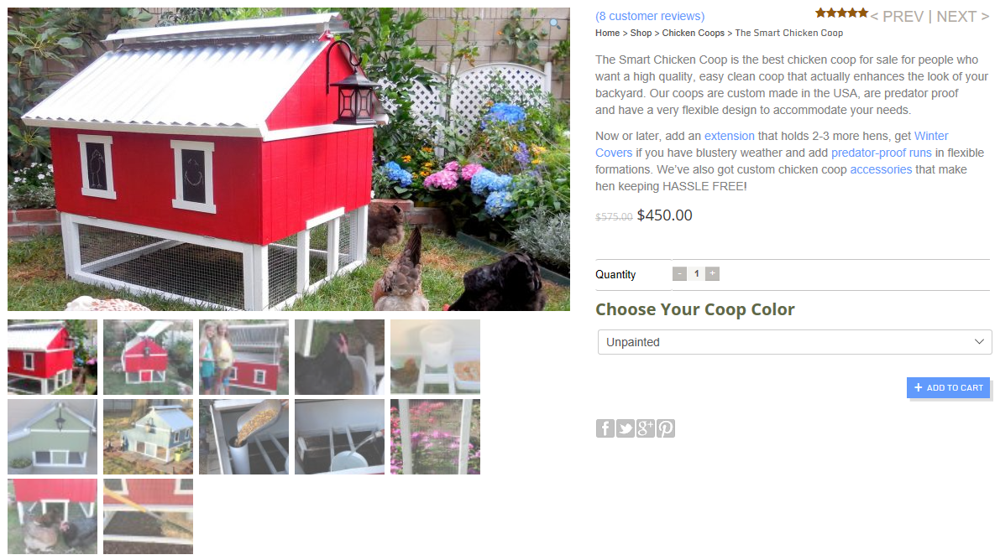 (8 customer reviews)
< PREV | NEXT >
Home > Shop > Chicken Coops > The Smart Chicken Coop
The Smart Chicken Coop is the best chicken coop for sale for people who
want a high quality, easy clean coop that actually enhances the look of your
backyard. Our coops are custom made in the USA, are predator proof
and have a very flexible design to accommodate your needs.
Now or later, add an extension that holds 2-3 more hens, get Winter
Covers if you have blustery weather and add predator-proof runs in flexible
formations. We've also got custom chicken coop accessories that make
hen keeping HASSLE FREE!
$575.00 $450.00
Quantity - 1 +
Choose Your Coop Color
Unpainted
+ ADD TO CART